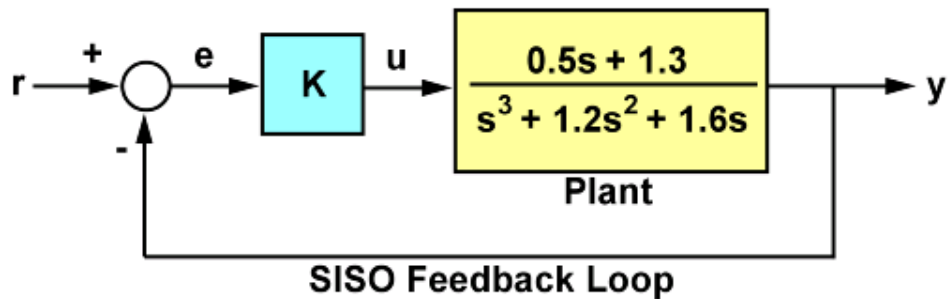 r + - e K u 0.5s + 1.3 y
s³ + 1.2s² + 1.6s
Plant
SISO Feedback Loop